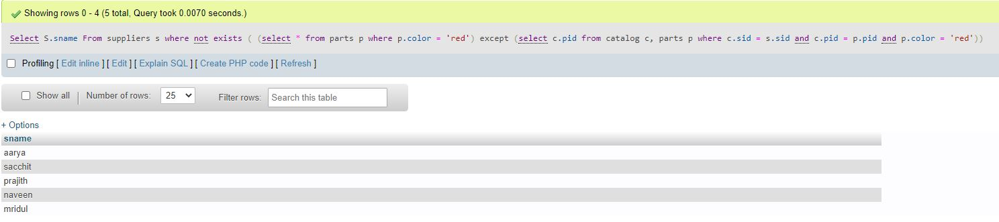 Showing rows 0 - 4 (5 total, Query took 0.0070 seconds.)
Select S.sname From suppliers s where not exists ( (select * from parts p where p.color = 'red') except (select c.pid from catalog c, parts p where c.sid = s.sid and c.pid = p.pid and p.color = 'red'))
Profiling [ Edit inline ] [ Edit ] [ Explain SQL ] [ Create PHP code ] [ Refresh ]
Show all | Number of rows: 25 Filter rows: Search this table
+ Options
sname
aarya
sacchit
prajith
naveen
mridul